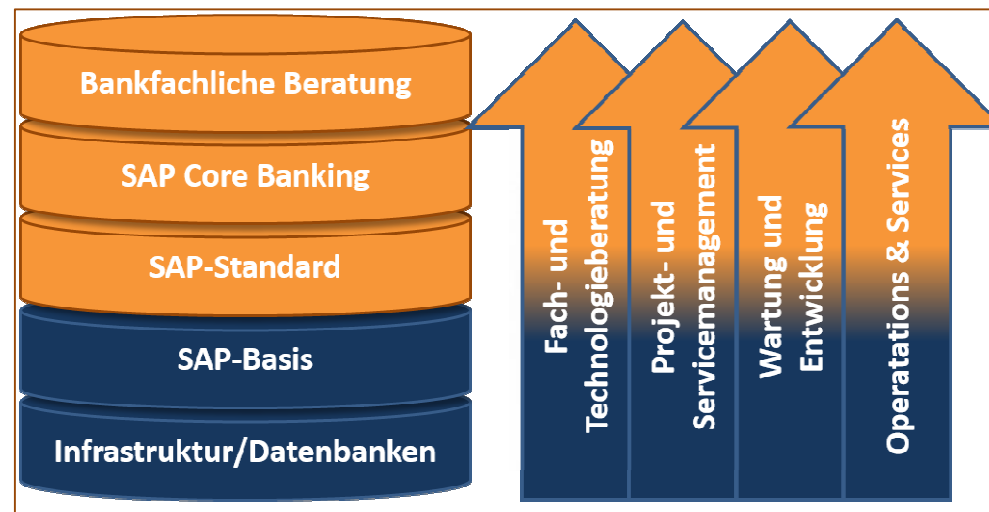 Bankfachliche Beratung
SAP Core Banking
SAP-Standard
SAP-Basis
Infrastruktur/Datenbanken
Fach- und
Technologieberatung
Projekt- und
Servicemanagement
Wartung und
Entwicklung
Operatations & Services